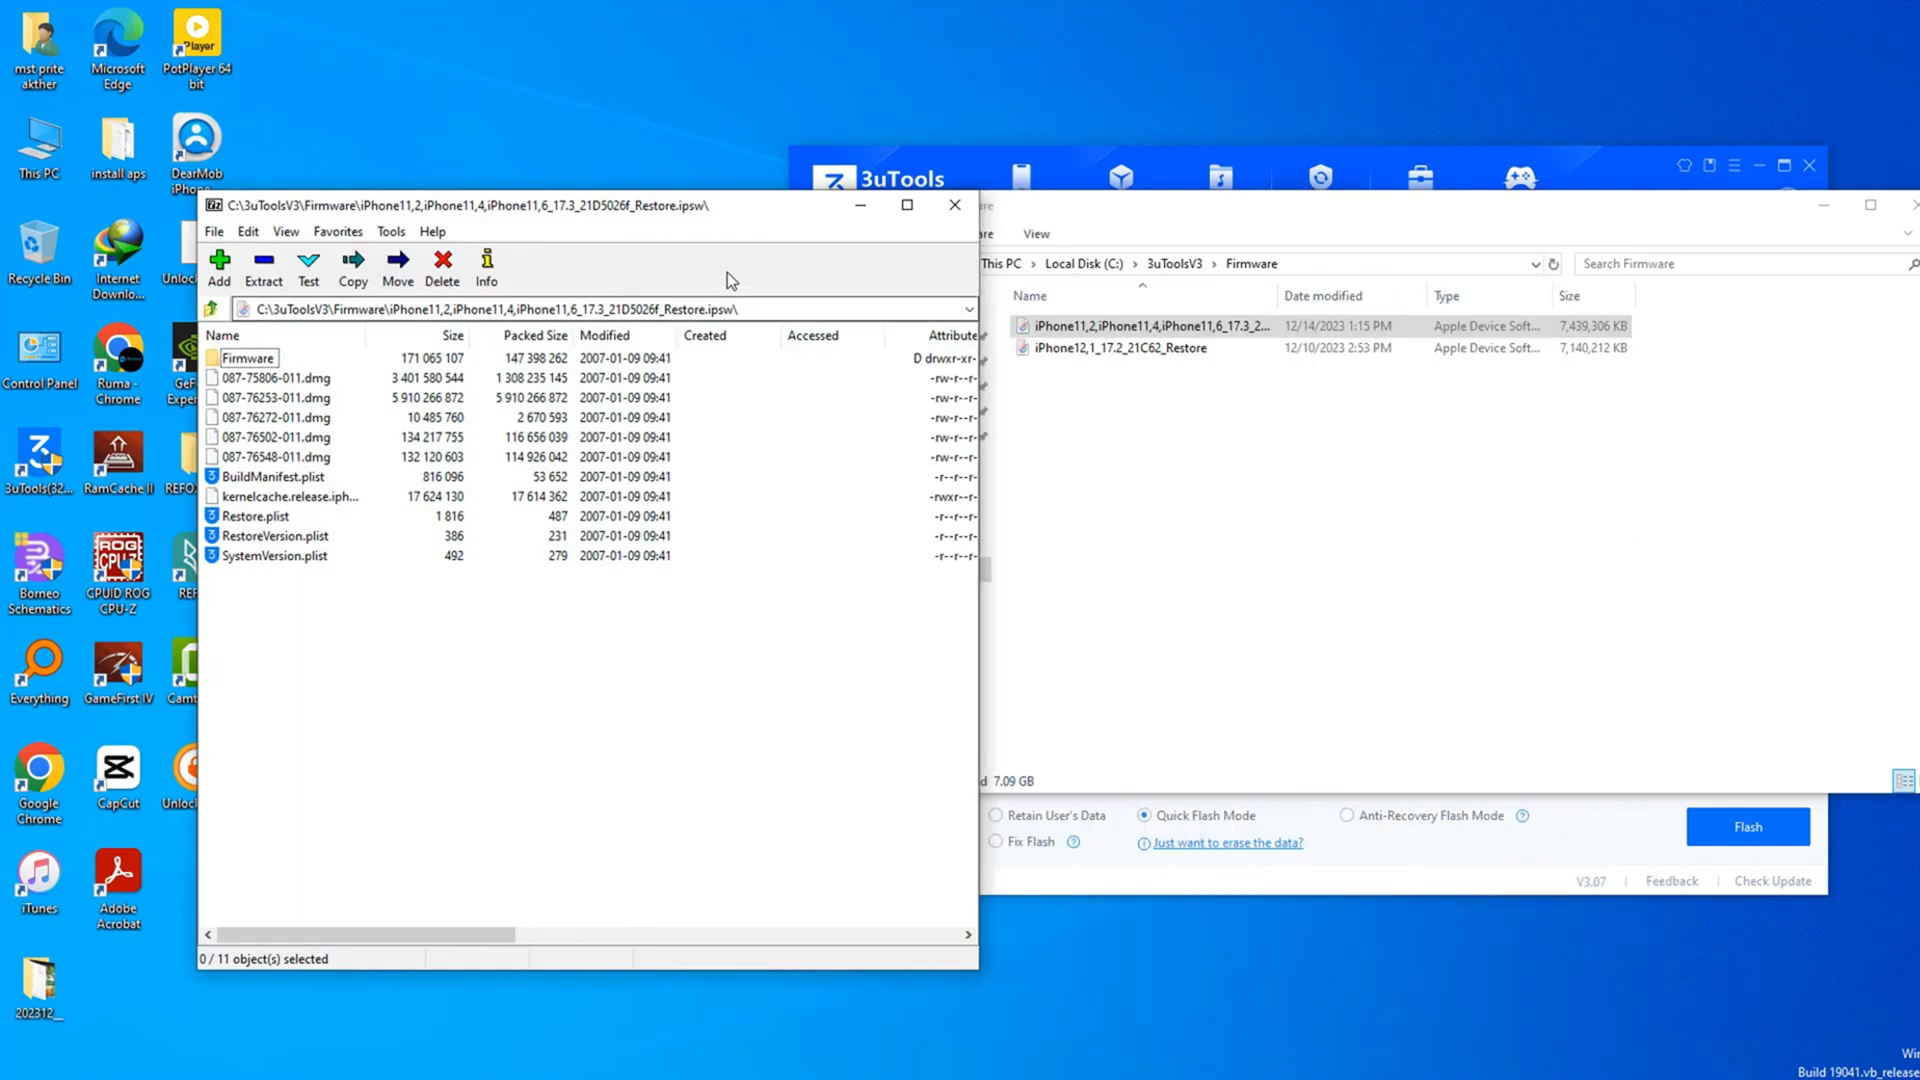 mst prite
akther
Microsoft
Edge
Player
PotPlayer 64
bit
This PC
install aps
DearMob
iPhone
Recycle Bin
Internet
Downlo...
Unloc
Control Panel
Ruma -
Chrome
GeF
Exper
3uTools(32...
RamCache II
REFOX
Borneo
Schematics
ROG
CPU-Z
CPUID ROG
CPU-Z
REF
Everything
GameFirst IV
Camt
Google
Chrome
CapCut
Unloc
iTunes
Adobe
Acrobat
202312__
3uTools
C:\3uToolsV3\Firmware\iPhone11,2,iPhone11,4,iPhone11,6_17.3_21D5026f_Restore.ipsw\
File Edit View Favorites Tools Help
Add Extract Test Copy Move Delete Info
C:\3uToolsV3\Firmware\iPhone11,2,iPhone11,4,iPhone11,6_17.3_21D5026f_Restore.ipsw\
Name Size Packed Size Modified Created Accessed Attribute
Firmware 171 065 107 147 398 262 2007-01-09 09:41 D drwxr-xr-
087-75806-011.dmg 3 401 580 544 1 308 235 145 2007-01-09 09:41 -rw-r--r-
087-76253-011.dmg 5 910 266 872 5 910 266 872 2007-01-09 09:41 -rw-r--r-
087-76272-011.dmg 10 485 760 2 670 593 2007-01-09 09:41 -rw-r--r-
087-76502-011.dmg 134 217 755 116 656 039 2007-01-09 09:41 -rw-r--r-
087-76548-011.dmg 132 120 603 114 926 042 2007-01-09 09:41 -rw-r--r-
BuildManifest.plist 816 096 53 652 2007-01-09 09:41 -r--r--r-
kernelcache.release.iph... 17 624 130 17 614 362 2007-01-09 09:41 -rwxr--r-
Restore.plist 1 816 487 2007-01-09 09:41 -r--r--r-
RestoreVersion.plist 386 231 2007-01-09 09:41 -r--r--r-
SystemVersion.plist 492 279 2007-01-09 09:41 -r--r--r-
0 / 11 object(s) selected
re
are View
This PC › Local Disk (C:) › 3uToolsV3 › Firmware
Search Firmware
Name Date modified Type Size
iPhone11,2,iPhone11,4,iPhone11,6_17.3_2... 12/14/2023 1:15 PM Apple Device Soft... 7,439,306 KB
iPhone12,1_17.2_21C62_Restore 12/10/2023 2:53 PM Apple Device Soft... 7,140,212 KB
d 7.09 GB
Retain User's Data Quick Flash Mode Anti-Recovery Flash Mode
Fix Flash Just want to erase the data?
Flash
V3.07 | Feedback | Check Update
Win
Build 19041.vb_release